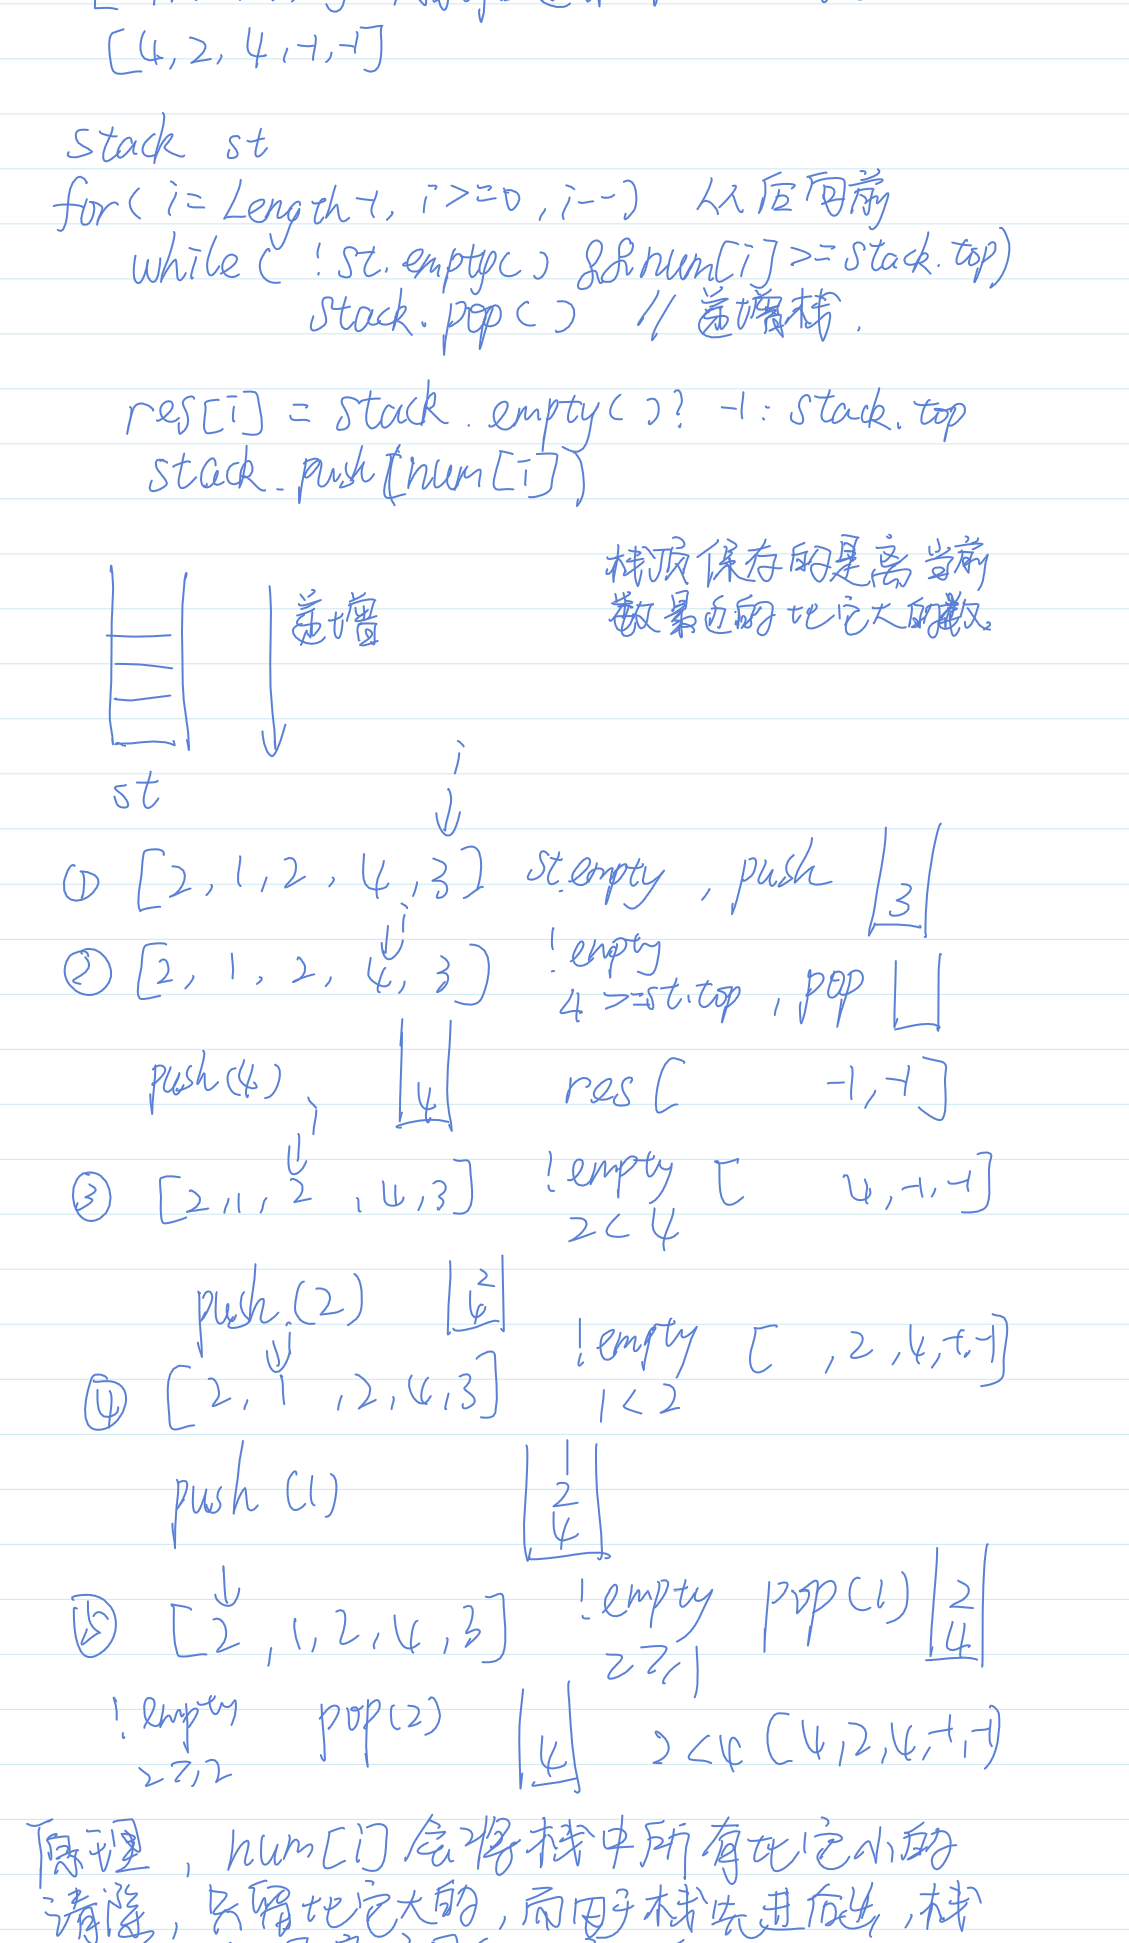 [4, 2, 4, -1, -1]
stack st
for( i= Length-1, i>=0, i--) 从后向前
while( !st.empty() &&num[i]>=stack.top)
stack.pop() // 递增栈.
res[i] = stack.empty()? -1: stack.top
stack.push(num[i])
栈顶保存的是离当前
数最近的比它大的数.
递增
st
i
① [2, 1, 2, 4, 3] st.empty, push 3
i
② [2, 1, 2, 4, 3] !empty
4 >=st.top, pop
push(4) 4 res[ -1, -1]
i
③ [2, 1, 2, 4, 3] !empty [ 4, -1, -1]
2<4
push(2) 2 4
i
④ [2, 1, 2, 4, 3] !empty [ , 2, 4, -1, -1]
1<2
push(1) 1 2 4
⑤ [2, 1, 2, 4, 3] !empty pop(1) 2 4
2≥1
!empty pop(2) 4 2<4 [4, 2, 4, -1, -1]
2≥2
原理, num[i]会将栈中所有比它小的
清除, 只留比它大的, 而由于栈先进后出, 栈